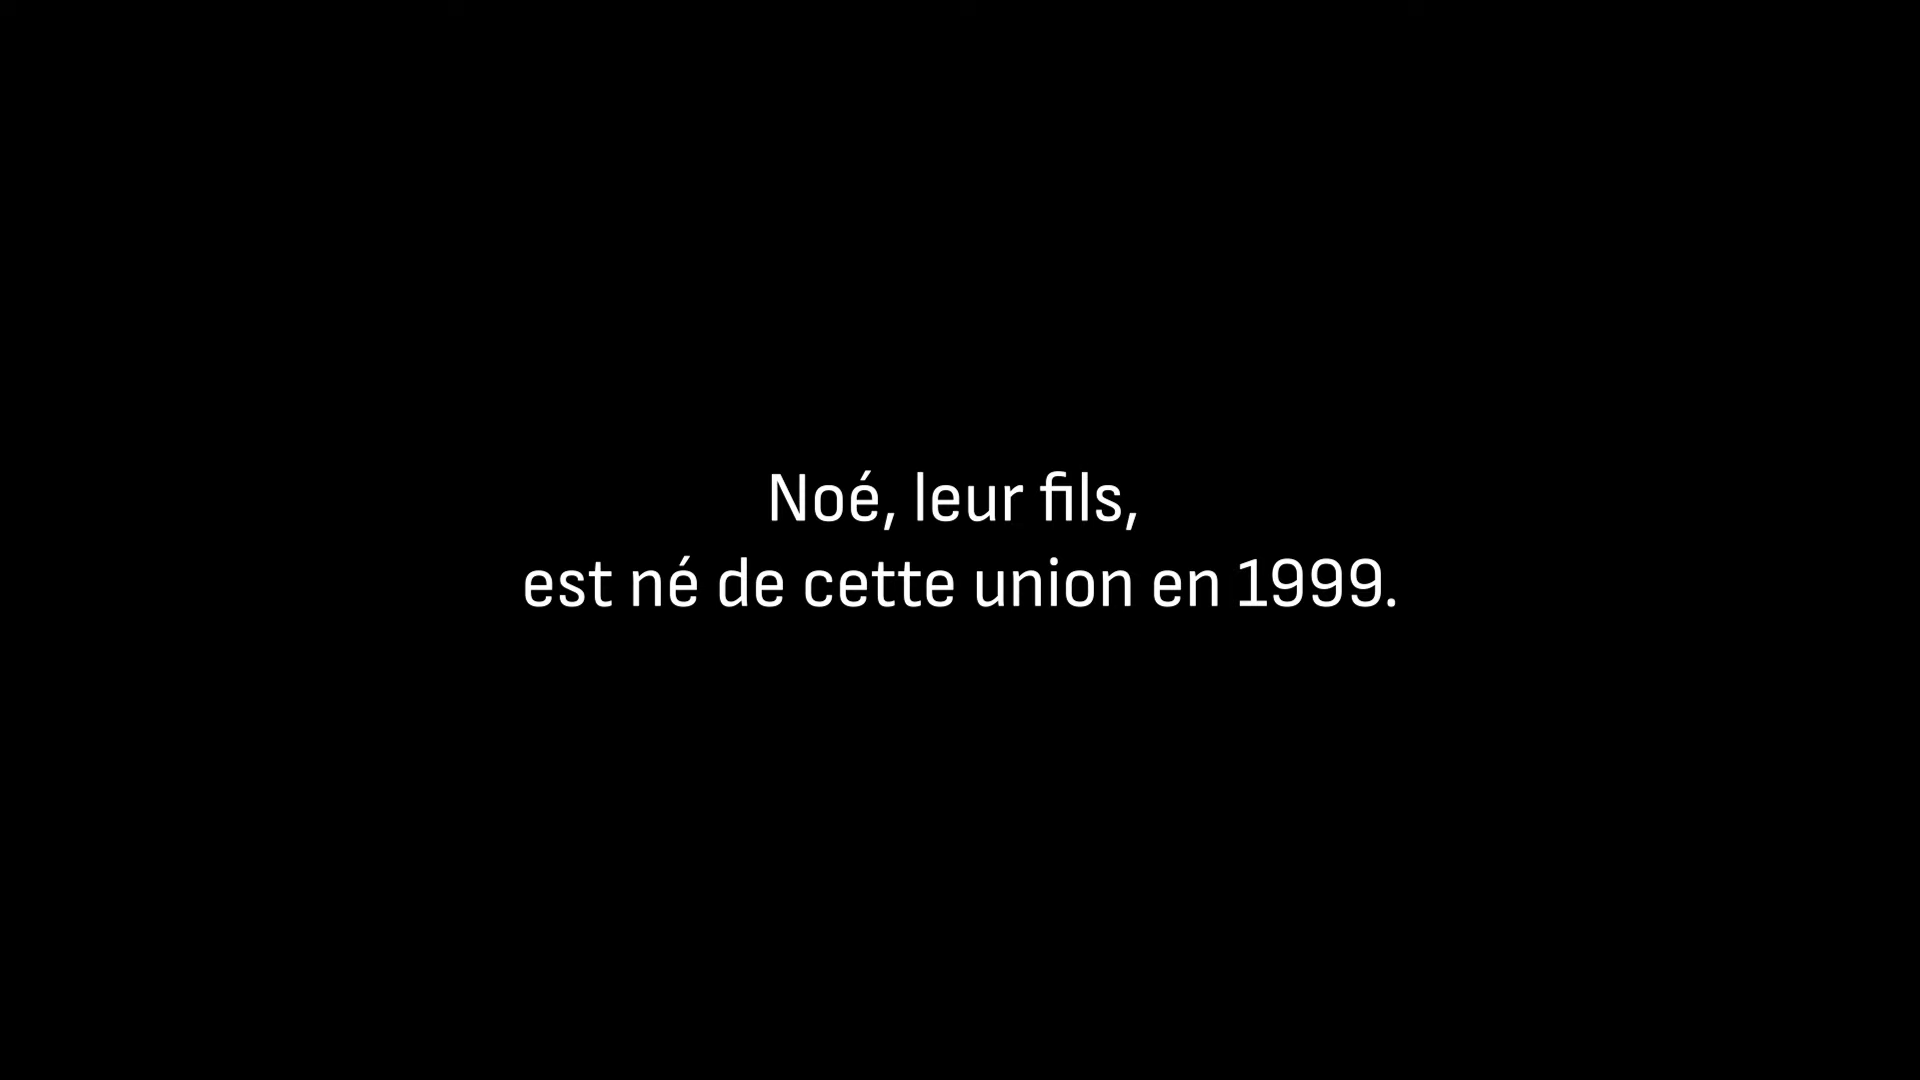 Noé, leur fils,
est né de cette union en 1999.